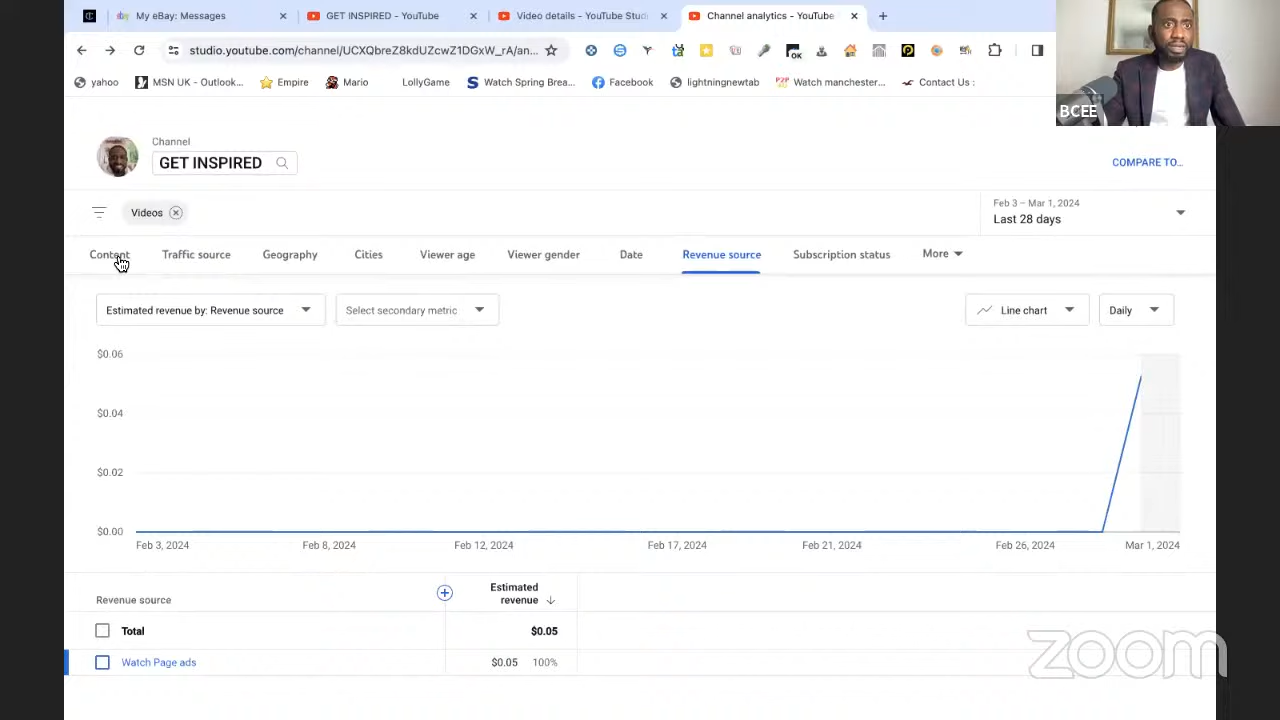 My eBay: Messages
GET INSPIRED - YouTube
Video details - YouTube Stud
Channel analytics - YouTube
studio.youtube.com/channel/UCXQbreZ8kdUZcwZ1DGxW_rA/an...
OK
yahoo
MSN UK - Outlook...
Empire
Mario
LollyGame
Watch Spring Brea...
Facebook
lightningnewtab
Watch manchester...
Contact Us :
BCEE
Channel
GET INSPIRED
COMPARE TO...
Videos
Feb 3 – Mar 1, 2024
Last 28 days
Content
Traffic source
Geography
Cities
Viewer age
Viewer gender
Date
Revenue source
Subscription status
More
Estimated revenue by: Revenue source
Select secondary metric
Line chart
Daily
$0.06
$0.04
$0.02
$0.00
Feb 3, 2024
Feb 8, 2024
Feb 12, 2024
Feb 17, 2024
Feb 21, 2024
Feb 26, 2024
Mar 1, 2024
Revenue source
Estimated
revenue
Total
$0.05
Watch Page ads
$0.05 100%
zoom